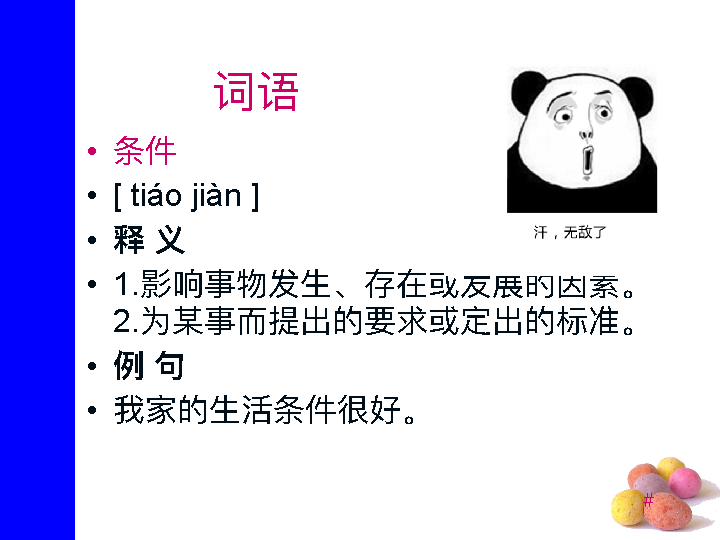 词语
• 条件
• [ tiáo jiàn ]
• 释 义
• 1.影响事物发生、存在或发展的因素。
2.为某事而提出的要求或定出的标准。
• 例 句
• 我家的生活条件很好。
汗，无敌了
#